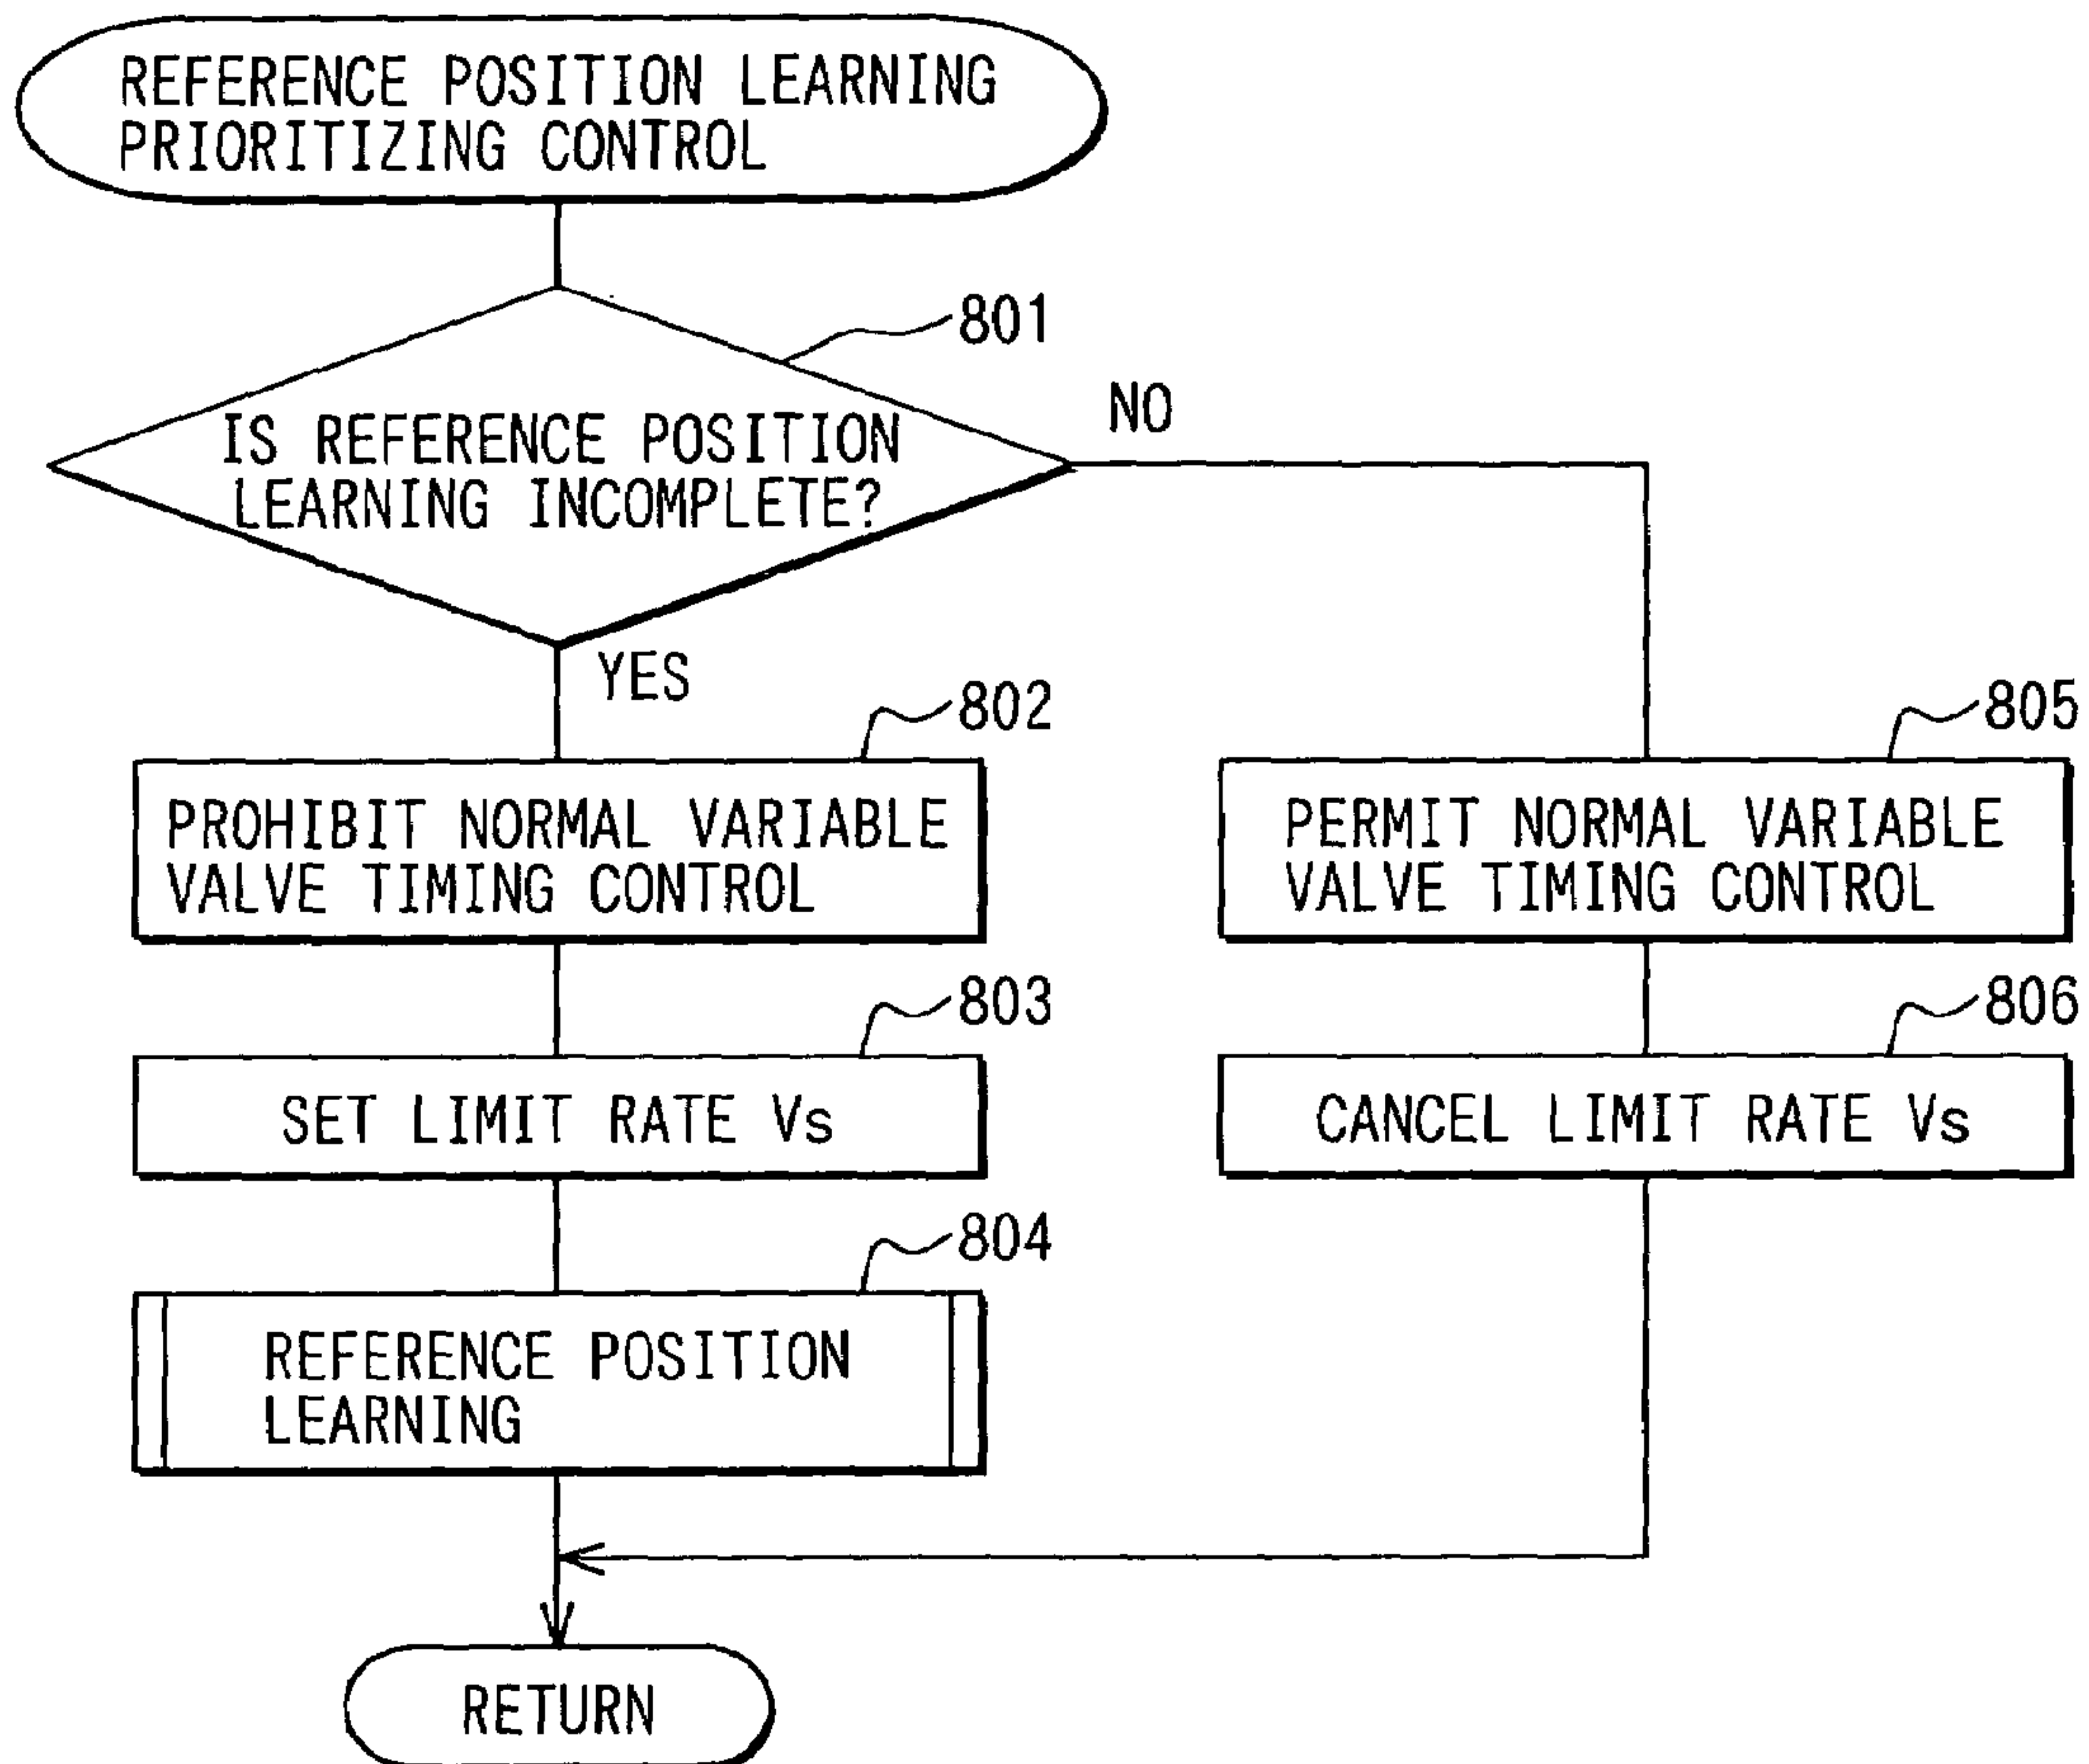 REFERENCE POSITION LEARNING
PRIORITIZING CONTROL
801
IS REFERENCE POSITION
LEARNING INCOMPLETE?
NO
YES
802
PROHIBIT NORMAL VARIABLE
VALVE TIMING CONTROL
803
SET LIMIT RATE Vs
804
REFERENCE POSITION
LEARNING
805
PERMIT NORMAL VARIABLE
VALVE TIMING CONTROL
806
CANCEL LIMIT RATE Vs
RETURN